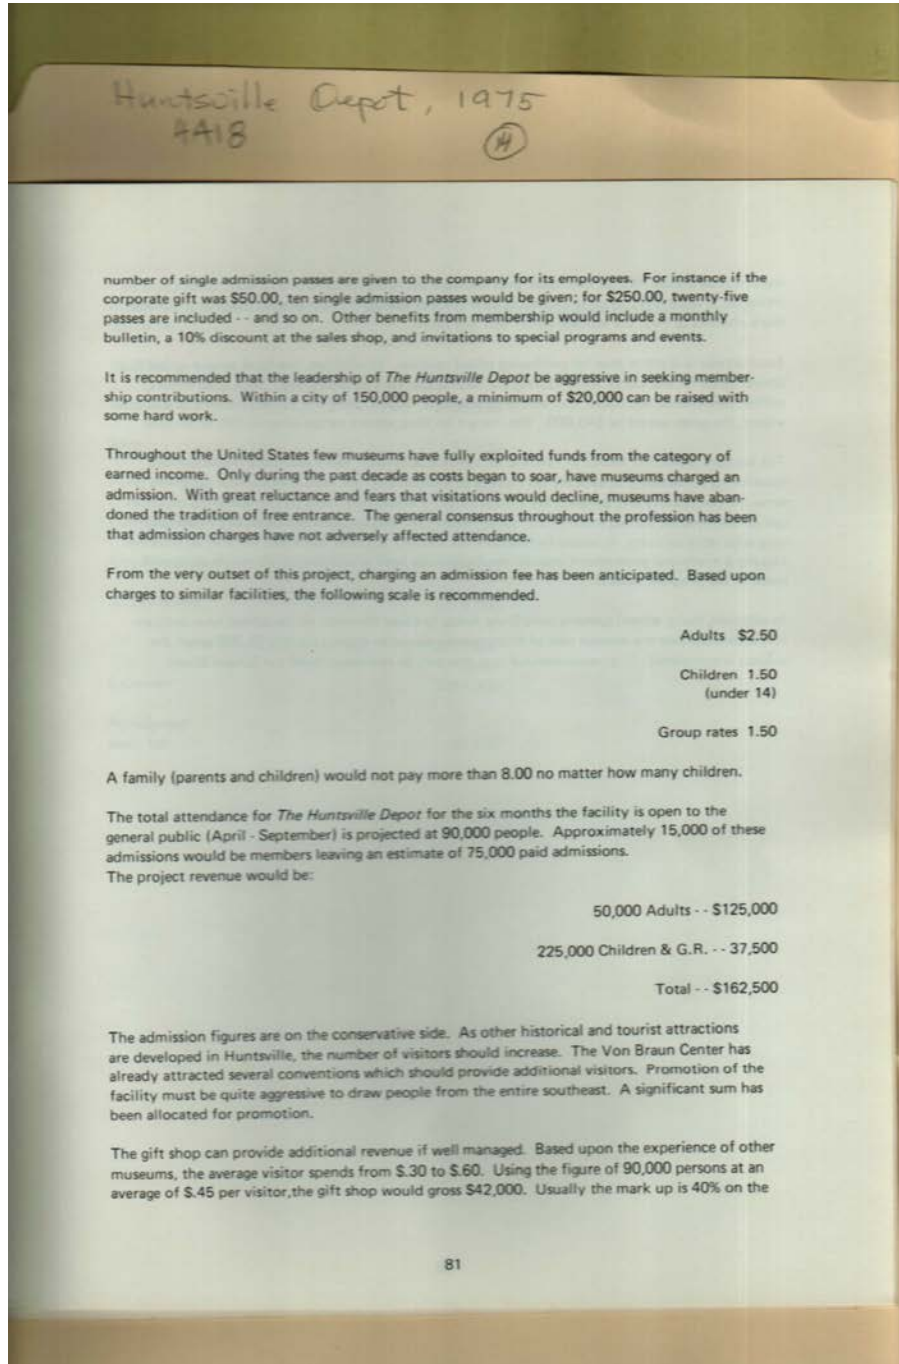 Huntsville Depot, 1975
4418
H
number of single admission passes are given to the company for its employees. For instance if the
corporate gift was $50.00, ten single admission passes would be given; for $250.00, twenty-five
passes are included - - and so on. Other benefits from membership would include a monthly
bulletin, a 10% discount at the sales shop, and invitations to special programs and events.
It is recommended that the leadership of The Huntsville Depot be aggressive in seeking member-
ship contributions. Within a city of 150,000 people, a minimum of $20,000 can be raised with
some hard work.
Throughout the United States few museums have fully exploited funds from the category of
earned income. Only during the past decade as costs began to soar, have museums charged an
admission. With great reluctance and fears that visitations would decline, museums have aban-
doned the tradition of free entrance. The general consensus throughout the profession has been
that admission charges have not adversely affected attendance.
From the very outset of this project, charging an admission fee has been anticipated. Based upon
charges to similar facilities, the following scale is recommended.
Adults $2.50
Children 1.50
(under 14)
Group rates 1.50
A family (parents and children) would not pay more than 8.00 no matter how many children.
The total attendance for The Huntsville Depot for the six months the facility is open to the
general public (April - September) is projected at 90,000 people. Approximately 15,000 of these
admissions would be members leaving an estimate of 75,000 paid admissions.
The project revenue would be:
50,000 Adults - - $125,000
225,000 Children & G.R. - - 37,500
Total - - $162,500
The admission figures are on the conservative side. As other historical and tourist attractions
are developed in Huntsville, the number of visitors should increase. The Von Braun Center has
already attracted several conventions which should provide additional visitors. Promotion of the
facility must be quite aggressive to draw people from the entire southeast. A significant sum has
been allocated for promotion.
The gift shop can provide additional revenue if well managed. Based upon the experience of other
museums, the average visitor spends from $.30 to $.60. Using the figure of 90,000 persons at an
average of $.45 per visitor,the gift shop would gross $42,000. Usually the mark up is 40% on the
81